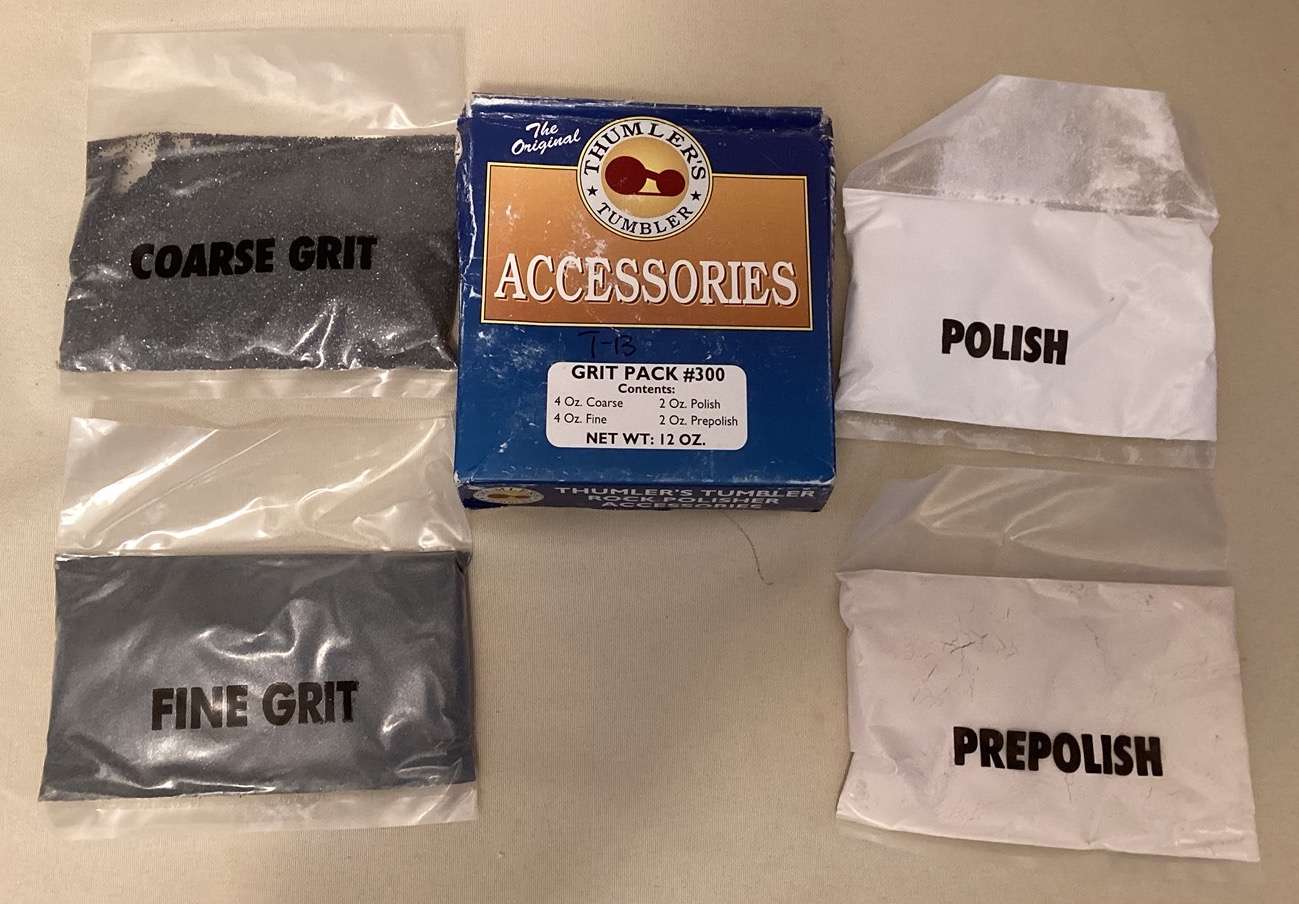 COARSE GRIT
The
Original
THUMLER'S
TUMBLER
ACCESSORIES
T-13
GRIT PACK #300
Contents:
4 Oz. Coarse 2 Oz. Polish
4 Oz. Fine 2 Oz. Prepolish
NET WT: 12 OZ.
THUMLER'S TUMBLER
ROCK POLISHER
ACCESSORIES
POLISH
FINE GRIT
PREPOLISH